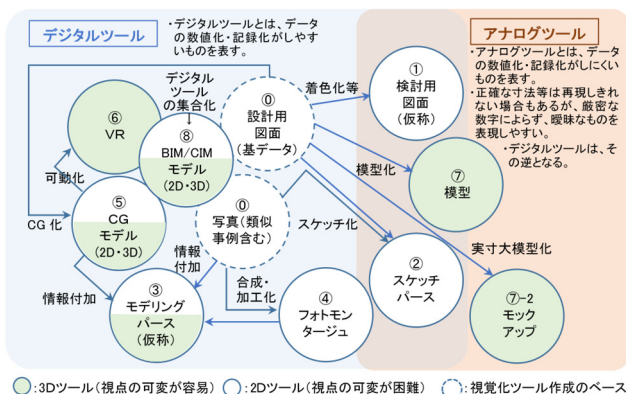 デジタルツール
・デジタルツールとは、データ
の数値化・記録化がしやす
いものを表す。
アナログツール
・アナログツールとは、データ
の数値化・記録化がしにくい
ものを表す。
・正確な寸法等は再現しきれ
ない場合もあるが、厳密な
数字によらず、曖昧なものを
表現しやすい。
・デジタルツールは、そ
の逆となる。
デジタル
ツール
の集合化
着色化等
①
検討用
図面
(仮称)
⓪
設計用
図面
(基データ)
⑥
VR
⑧
BIM/CIM
モデル
(2D・3D)
可動化
模型化
⑦
模型
CG化
⑤
CG
モデル
(2D・3D)
⓪
写真(類似
事例含む)
スケッチ化
情報
付加
実寸大模型化
②
スケッチ
パース
情報付加
③
モデリング
パース
(仮称)
合成・
加工化
④
フォトモン
タージュ
⑦-2
モック
アップ
:3Dツール(視点の可変が容易)
:2Dツール(視点の可変が困難)
:視覚化ツール作成のベース